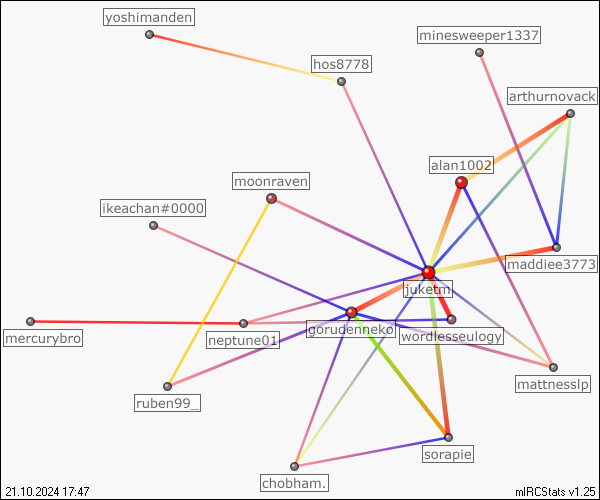 yoshimanden
minesweeper1337
hos8778
arthurnovack
alan1002
moonraven
ikeachan#0000
maddiee3773
juketm
gorudenneko
wordlesseulogy
neptune01
mercurybro
mattnesslp
ruben99_
sorapie
chobham.
21.10.2024 17:47
mIRCStats v1.25